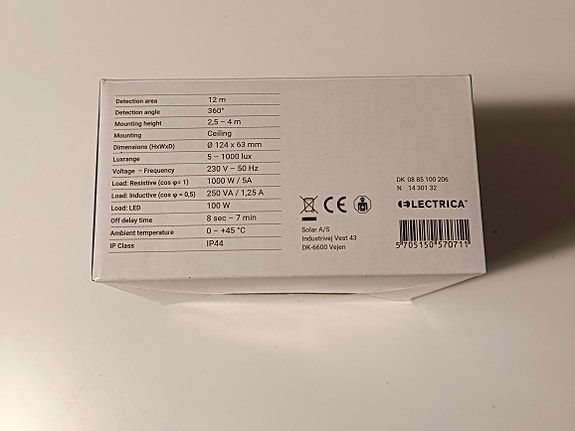 Detection area 12 m
Detection angle 360°
Mounting height 2,5 – 4 m
Mounting Ceiling
Dimensions (HxWxD) Ø 124 x 63 mm
Luxrange 5 – 1000 lux
Voltage – Frequency 230 V – 50 Hz
Load: Resistive (cos φ= 1) 1000 W / 5A
Load: Inductive (cos φ = 0,5) 250 VA / 1,25 A
Load: LED 100 W
Off delay time 8 sec – 7 min
Ambient temperature 0 – +45 °C
IP Class IP44
CE
Solar A/S
Industrivej Vest 43
DK-6600 Vejen
DK 08 85 100 206
N 14 301 32
ELECTRICA™
5 705150 570711